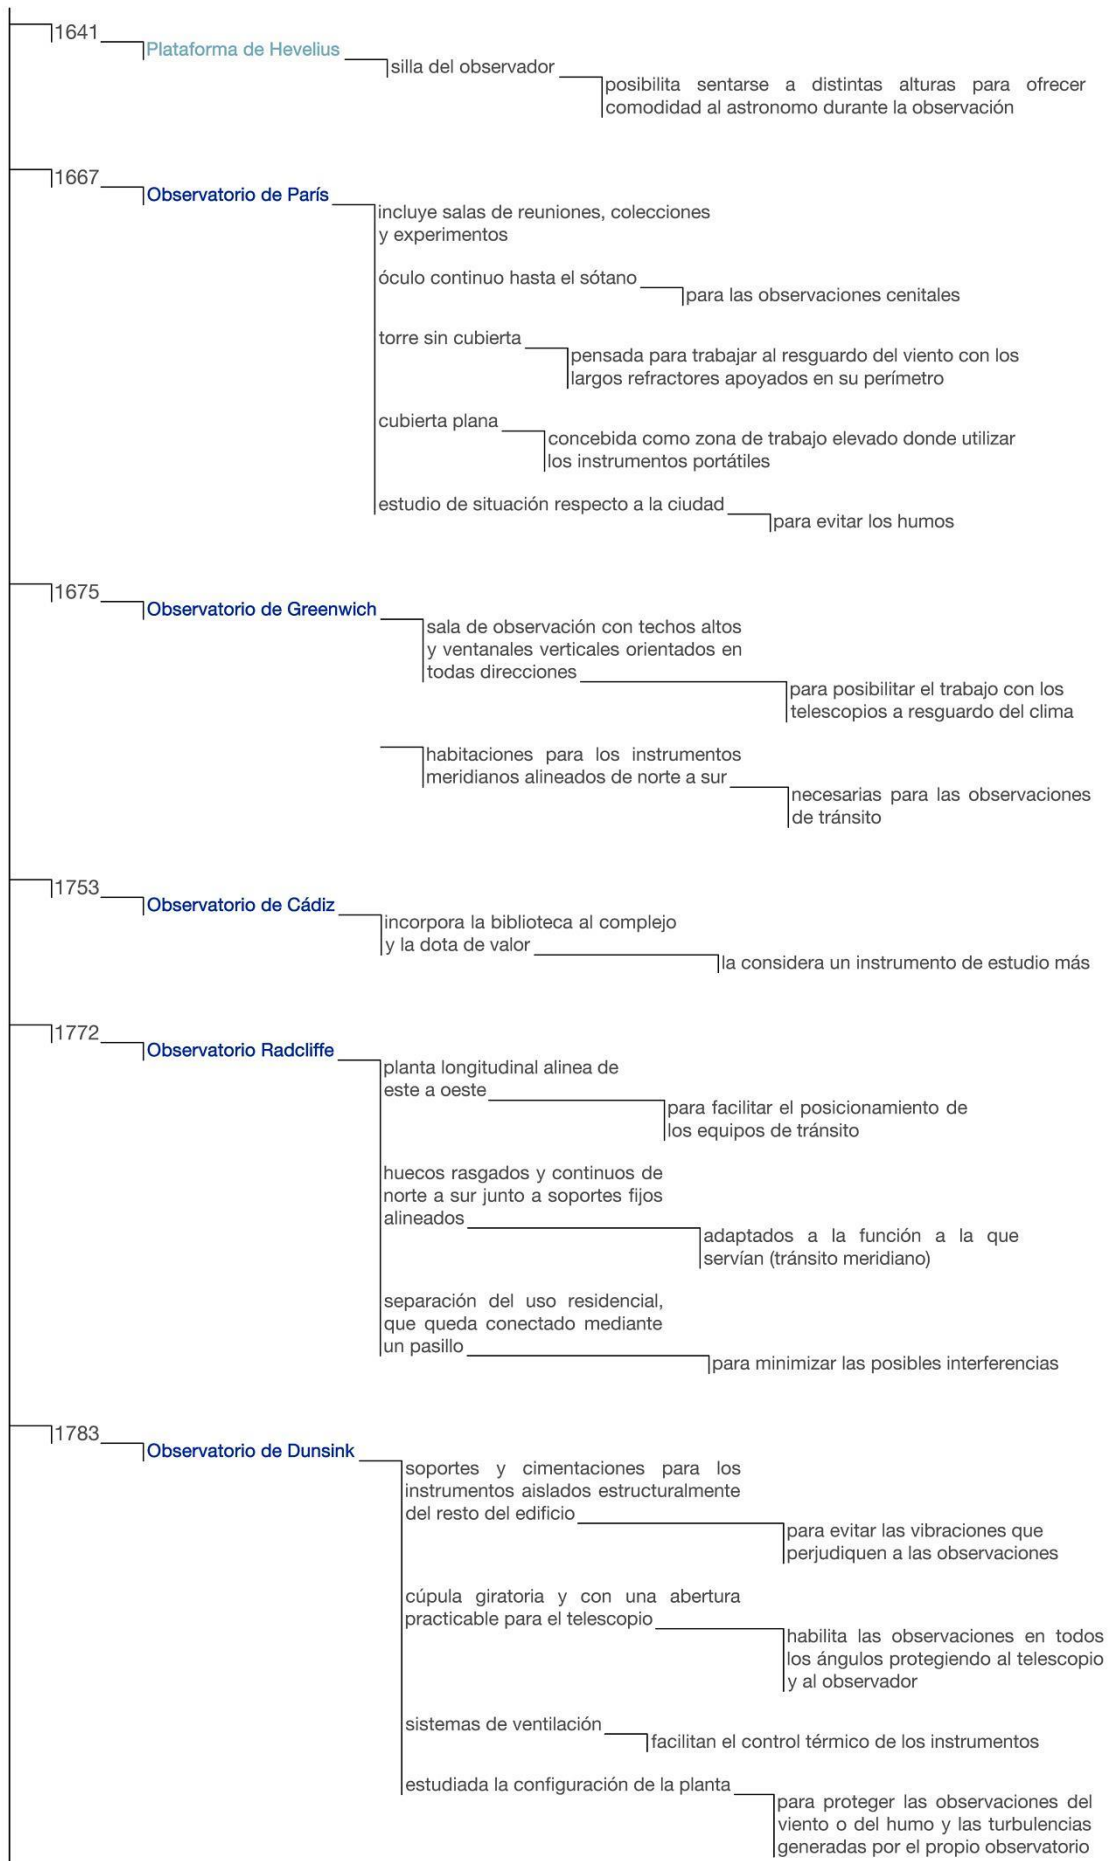 1641
Plataforma de Hevelius
silla del observador
posibilita sentarse a distintas alturas para ofrecer
comodidad al astronomo durante la observación
1667
Observatorio de París
incluye salas de reuniones, colecciones
y experimentos
óculo continuo hasta el sótano
para las observaciones cenitales
torre sin cubierta
pensada para trabajar al resguardo del viento con los
largos refractores apoyados en su perímetro
cubierta plana
concebida como zona de trabajo elevado donde utilizar
los instrumentos portátiles
estudio de situación respecto a la ciudad
para evitar los humos
1675
Observatorio de Greenwich
sala de observación con techos altos
y ventanales verticales orientados en
todas direcciones
para posibilitar el trabajo con los
telescopios a resguardo del clima
habitaciones para los instrumentos
meridianos alineados de norte a sur
necesarias para las observaciones
de tránsito
1753
Observatorio de Cádiz
incorpora la biblioteca al complejo
y la dota de valor
la considera un instrumento de estudio más
1772
Observatorio Radcliffe
planta longitudinal alinea de
este a oeste
para facilitar el posicionamiento de
los equipos de tránsito
huecos rasgados y continuos de
norte a sur junto a soportes fijos
alineados
adaptados a la función a la que
servían (tránsito meridiano)
separación del uso residencial,
que queda conectado mediante
un pasillo
para minimizar las posibles interferencias
1783
Observatorio de Dunsink
soportes y cimentaciones para los
instrumentos aislados estructuralmente
del resto del edificio
para evitar las vibraciones que
perjudiquen a las observaciones
cúpula giratoria y con una abertura
practicable para el telescopio
habilita las observaciones en todos
los ángulos protegiendo al telescopio
y al observador
sistemas de ventilación
facilitan el control térmico de los instrumentos
estudiada la configuración de la planta
para proteger las observaciones del
viento o del humo y las turbulencias
generadas por el propio observatorio